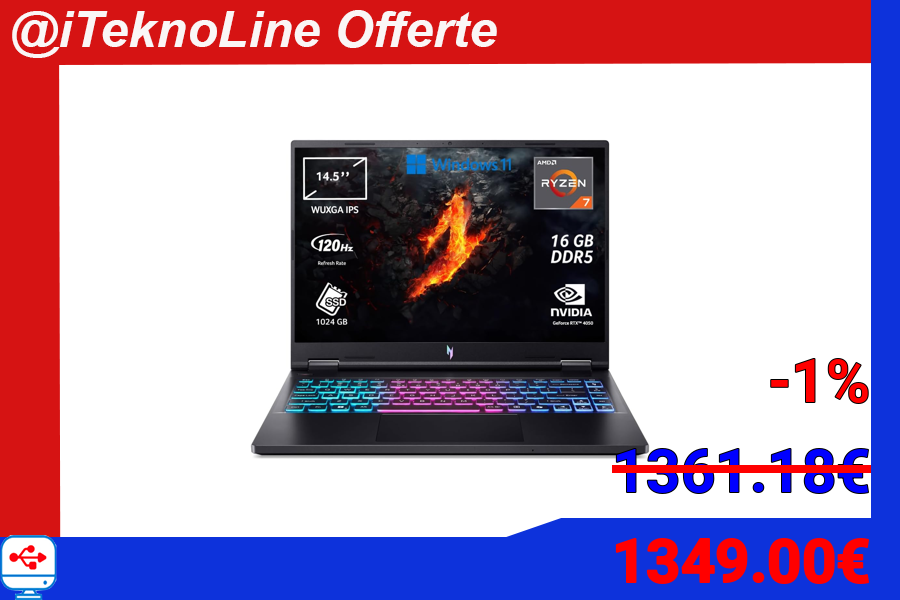 @iTeknoLine Offerte
14.5’’
WUXGA IPS
120Hz
Refresh Rate
SSD
1024 GB
Windows 11
AMD
RYZEN
7
16 GB
DDR5
NVIDIA
GeForce RTX™ 4050
-1%
1361.18€
1349.00€